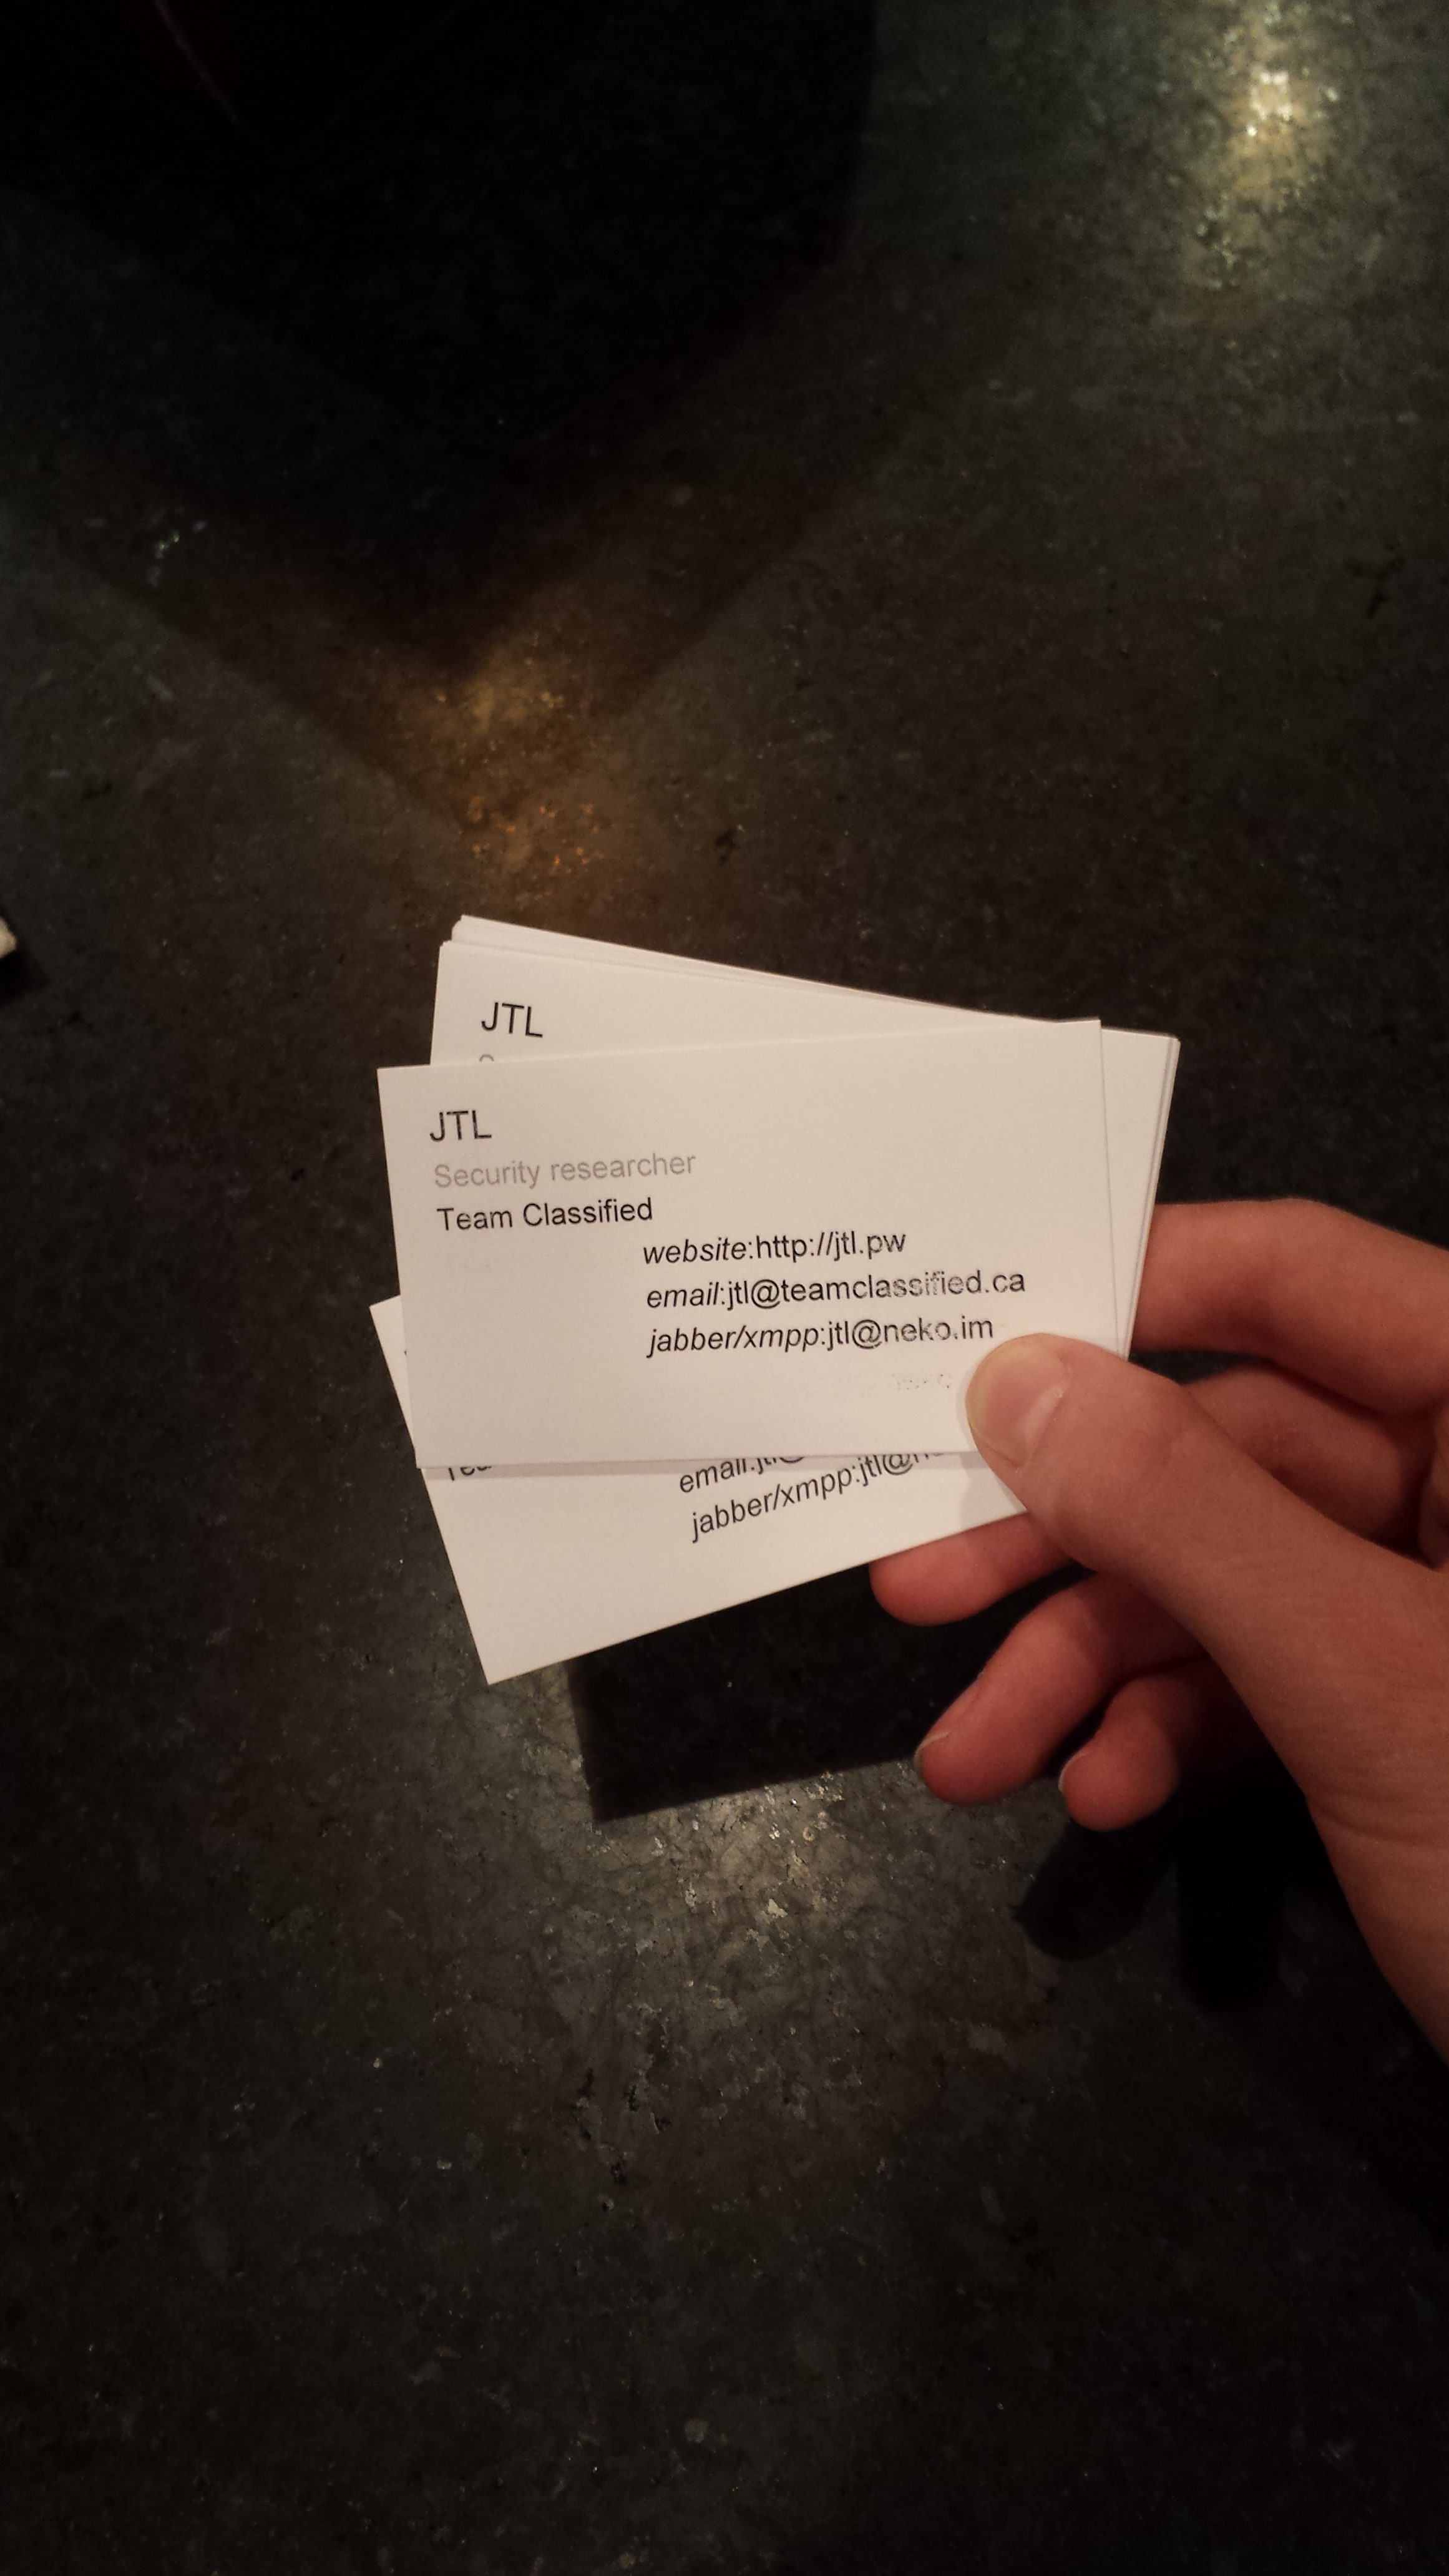 JTL
JTL
Security researcher
Team Classified
website:http://jtl.pw
email:jtl@teamclassified.ca
jabber/xmpp:jtl@neko.im
email:jtl@
jabber/xmpp:jtl@n